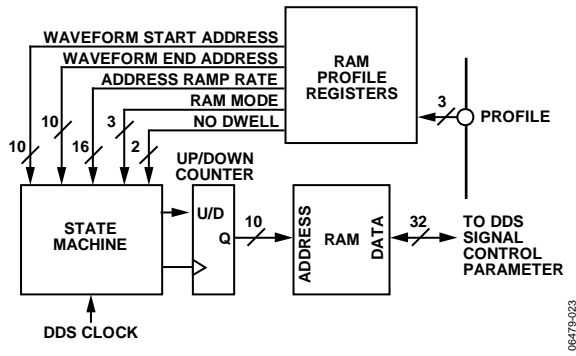 WAVEFORM START ADDRESS
WAVEFORM END ADDRESS
ADDRESS RAMP RATE
RAM MODE
NO DWELL
RAM
PROFILE
REGISTERS
3
PROFILE
10
10
16
3
2
UP/DOWN
COUNTER
STATE
MACHINE
U/D
Q
10
ADDRESS
RAM
DATA
32
TO DDS
SIGNAL
CONTROL
PARAMETER
DDS CLOCK
06479-023